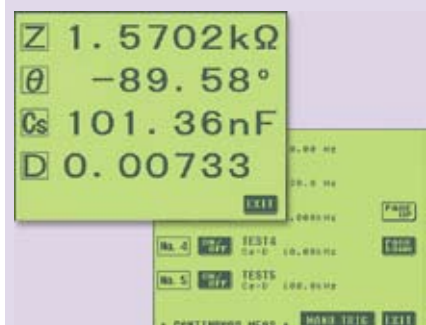 Z 1.5702kΩ
θ -89.58°
Cs 101.36nF
D 0.00733
EXIT
PAGE UP
No. 4 ON/OFF TEST4
Cs-D 10.00kHz
PAGE DOWN
No. 5 ON/OFF TEST5
Cs-D 100.0kHz
CONTINUOUS MEAS MANU TRIG EXIT